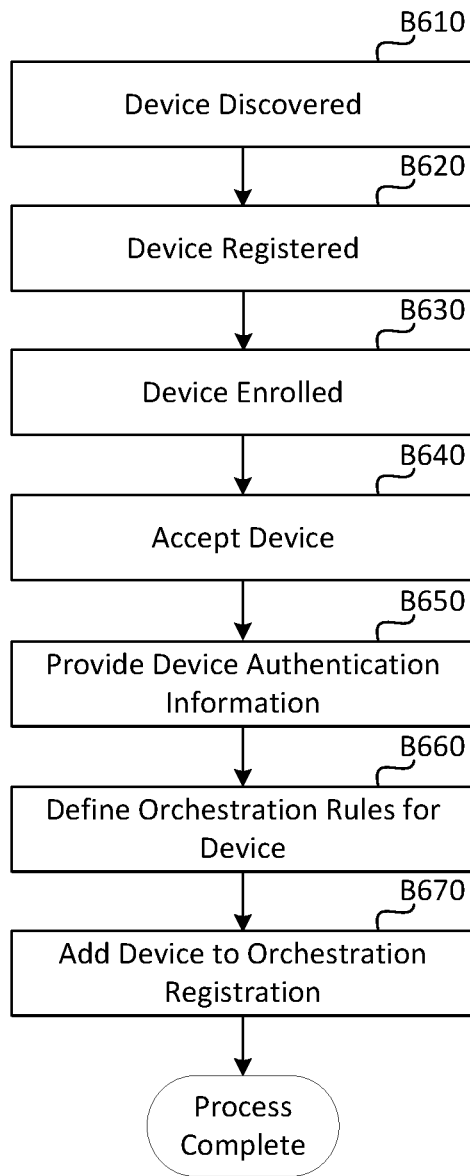 B610
Device Discovered
B620
Device Registered
B630
Device Enrolled
B640
Accept Device
B650
Provide Device Authentication
Information
B660
Define Orchestration Rules for
Device
B670
Add Device to Orchestration
Registration
Process
Complete